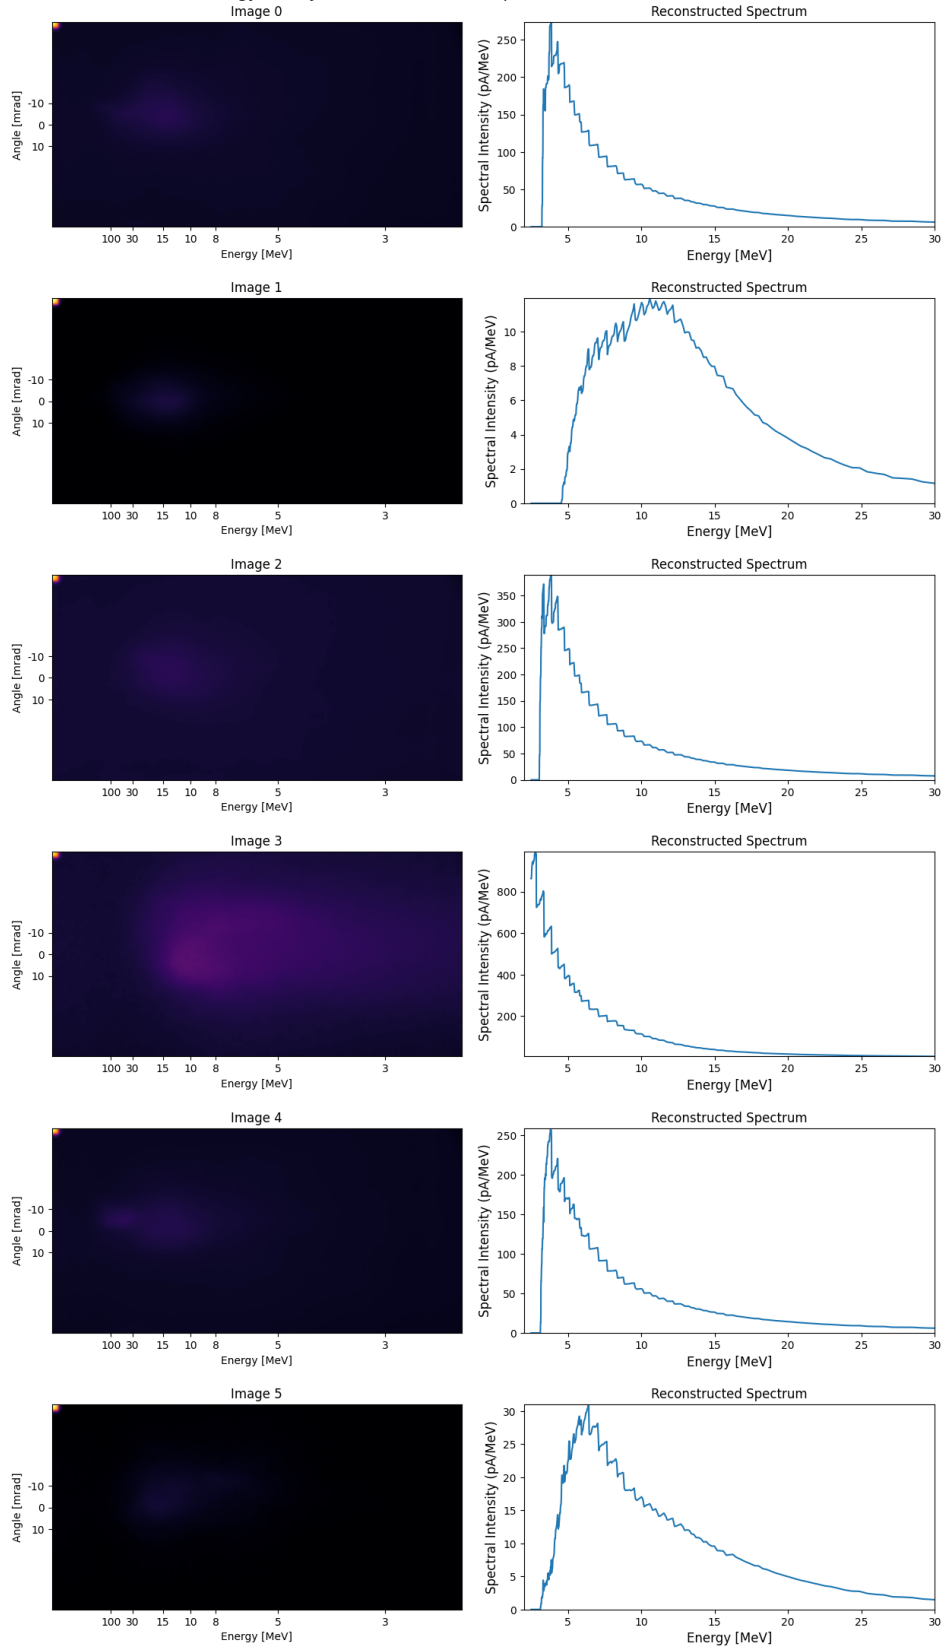 Image 0
Reconstructed Spectrum
Angle [mrad]
-10
0
10
100 30 15 10 8 5 3
Energy [MeV]
Spectral Intensity (pA/MeV)
250
200
150
100
50
0
5 10 15 20 25 30
Energy [MeV]
Image 1
Reconstructed Spectrum
Angle [mrad]
-10
0
10
100 30 15 10 8 5 3
Energy [MeV]
Spectral Intensity (pA/MeV)
10
8
6
4
2
0
5 10 15 20 25 30
Energy [MeV]
Image 2
Reconstructed Spectrum
Angle [mrad]
-10
0
10
100 30 15 10 8 5 3
Energy [MeV]
Spectral Intensity (pA/MeV)
350
300
250
200
150
100
50
0
5 10 15 20 25 30
Energy [MeV]
Image 3
Reconstructed Spectrum
Angle [mrad]
-10
0
10
100 30 15 10 8 5 3
Energy [MeV]
Spectral Intensity (pA/MeV)
800
600
400
200
5 10 15 20 25 30
Energy [MeV]
Image 4
Reconstructed Spectrum
Angle [mrad]
-10
0
10
100 30 15 10 8 5 3
Energy [MeV]
Spectral Intensity (pA/MeV)
250
200
150
100
50
0
5 10 15 20 25 30
Energy [MeV]
Image 5
Reconstructed Spectrum
Angle [mrad]
-10
0
10
100 30 15 10 8 5 3
Energy [MeV]
Spectral Intensity (pA/MeV)
30
25
20
15
10
5
0
5 10 15 20 25 30
Energy [MeV]